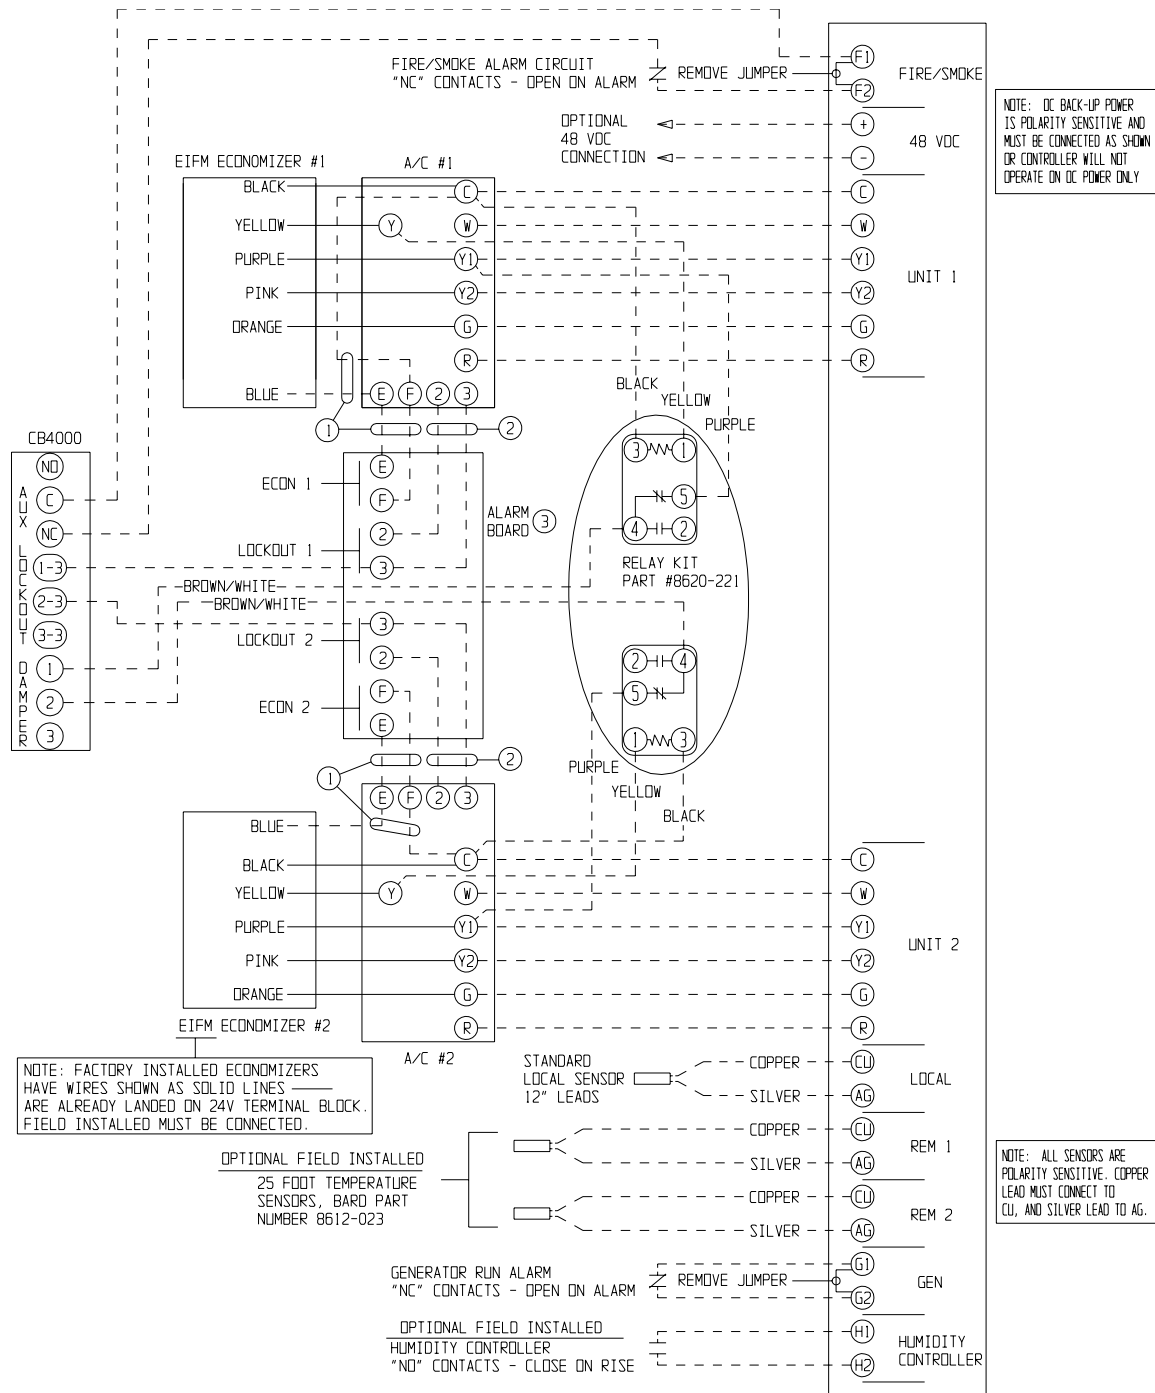 FIRE/SMOKE ALARM CIRCUIT
"NC" CONTACTS - OPEN ON ALARM
REMOVE JUMPER
F1
F2
FIRE/SMOKE
OPTIONAL
48 VDC
CONNECTION
+
-
48 VDC
NOTE: DC BACK-UP POWER
IS POLARITY SENSITIVE AND
MUST BE CONNECTED AS SHOWN
OR CONTROLLER WILL NOT
OPERATE ON DC POWER ONLY
EIFM ECONOMIZER #1
A/C #1
BLACK
YELLOW
PURPLE
PINK
ORANGE
BLUE
Y
C
W
Y1
Y2
G
R
E
F
2
3
C
W
Y1
Y2
G
R
UNIT 1
1
2
BLACK
YELLOW
PURPLE
CB4000
NO
C
NC
1-3
2-3
3-3
1
2
3
AUX LOCKOUT DAMPER
E
F
2
3
3
2
F
E
ECON 1
LOCKOUT 1
LOCKOUT 2
ECON 2
ALARM
BOARD
3
BROWN/WHITE
BROWN/WHITE
3
1
5
4
2
RELAY KIT
PART #8620-221
2
4
5
1
3
PURPLE
YELLOW
BLACK
1
2
E
F
2
3
BLUE
BLACK
YELLOW
PURPLE
PINK
ORANGE
Y
C
W
Y1
Y2
G
R
C
W
Y1
Y2
G
R
UNIT 2
EIFM ECONOMIZER #2
A/C #2
NOTE: FACTORY INSTALLED ECONOMIZERS
HAVE WIRES SHOWN AS SOLID LINES
ARE ALREADY LANDED ON 24V TERMINAL BLOCK.
FIELD INSTALLED MUST BE CONNECTED.
STANDARD
LOCAL SENSOR
12" LEADS
COPPER
SILVER
CU
AG
LOCAL
OPTIONAL FIELD INSTALLED
25 FOOT TEMPERATURE
SENSORS, BARD PART
NUMBER 8612-023
COPPER
SILVER
CU
AG
REM 1
COPPER
SILVER
CU
AG
REM 2
NOTE: ALL SENSORS ARE
POLARITY SENSITIVE. COPPER
LEAD MUST CONNECT TO
CU, AND SILVER LEAD TO AG.
GENERATOR RUN ALARM
"NC" CONTACTS - OPEN ON ALARM
REMOVE JUMPER
G1
G2
GEN
OPTIONAL FIELD INSTALLED
HUMIDITY CONTROLLER
"NO" CONTACTS - CLOSE ON RISE
H1
H2
HUMIDITY
CONTROLLER